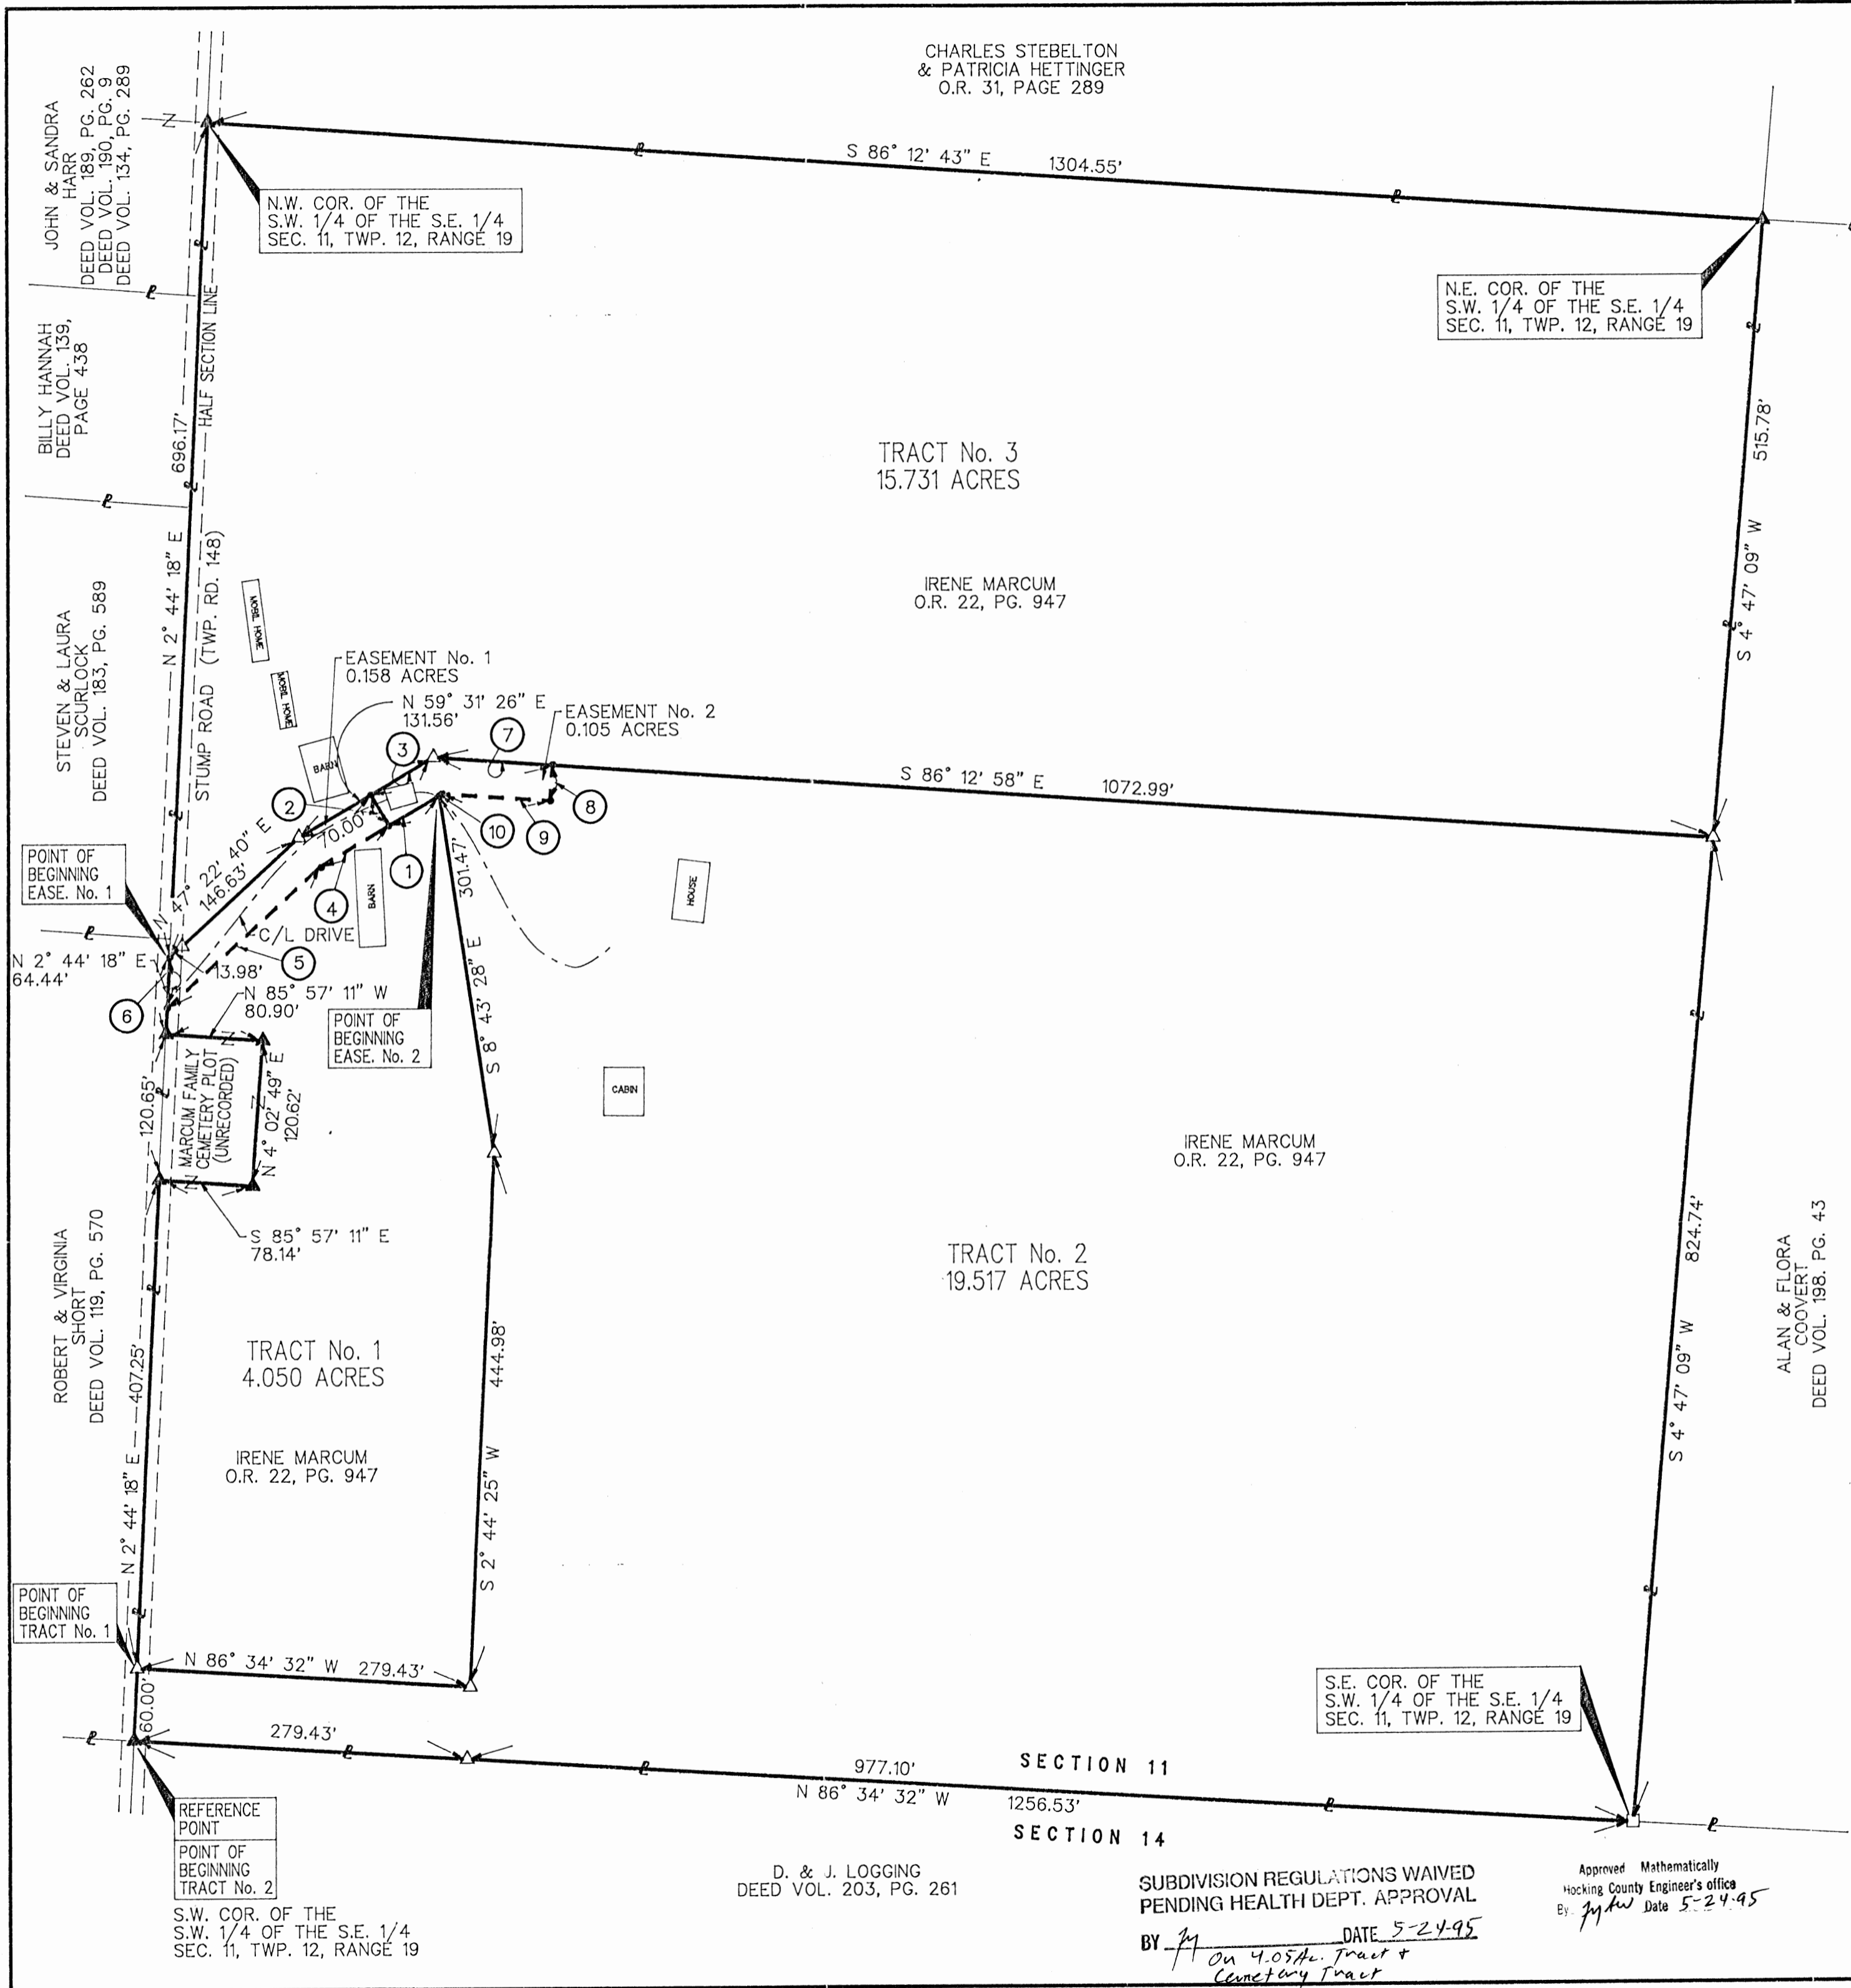 CHARLES STEBELTON
& PATRICIA HETTINGER
O.R. 31, PAGE 289
JOHN & SANDRA
HARR
DEED VOL. 189, PG. 262
DEED VOL. 190, PG. 9
DEED VOL. 134, PG. 289
S 86° 12' 43" E 1304.55'
N.W. COR. OF THE
S.W. 1/4 OF THE S.E. 1/4
SEC. 11, TWP. 12, RANGE 19
N.E. COR. OF THE
S.W. 1/4 OF THE S.E. 1/4
SEC. 11, TWP. 12, RANGE 19
BILLY HANNAH
DEED VOL. 139,
PAGE 438
696.17'
HALF SECTION LINE
N 2° 44' 18" E
STUMP ROAD (TWP. RD. 148)
515.78'
S 4° 47' 09" W
TRACT No. 3
15.731 ACRES
IRENE MARCUM
O.R. 22, PG. 947
STEVEN & LAURA
SCURLOCK
DEED VOL. 183, PG. 589
MOBIL HOME
MOBIL HOME
EASEMENT No. 1
0.158 ACRES
N 59° 31' 26" E
131.56'
EASEMENT No. 2
0.105 ACRES
7
3
BARN
S 86° 12' 58" E 1072.99'
2
8
10
9
70.00'
1
4
BARN
301.47'
HOUSE
N 47° 22' 40" E
146.63'
POINT OF
BEGINNING
EASE. No. 1
C/L DRIVE
5
N 2° 44' 18" E
64.44'
13.98'
N 85° 57' 11" W
80.90'
6
POINT OF
BEGINNING
EASE. No. 2
S 8° 43' 28" E
CABIN
120.65'
MARCUM FAMILY
CEMETERY PLOT
(UNRECORDED)
N 4° 02' 49" E
120.62'
S 85° 57' 11" E
78.14'
IRENE MARCUM
O.R. 22, PG. 947
TRACT No. 2
19.517 ACRES
824.74'
S 4° 47' 09" W
ALAN & FLORA
COOVERT
DEED VOL. 198. PG. 43
ROBERT & VIRGINIA
SHORT
DEED VOL. 119, PG. 570
TRACT No. 1
4.050 ACRES
407.25'
N 2° 44' 18" E
444.98'
S 2° 44' 25" W
IRENE MARCUM
O.R. 22, PG. 947
POINT OF
BEGINNING
TRACT No. 1
N 86° 34' 32" W 279.43'
60.00'
279.43'
S.E. COR. OF THE
S.W. 1/4 OF THE S.E. 1/4
SEC. 11, TWP. 12, RANGE 19
977.10'
SECTION 11
N 86° 34' 32" W 1256.53'
SECTION 14
REFERENCE
POINT
POINT OF
BEGINNING
TRACT No. 2
S.W. COR. OF THE
S.W. 1/4 OF THE S.E. 1/4
SEC. 11, TWP. 12, RANGE 19
D. & J. LOGGING
DEED VOL. 203, PG. 261
SUBDIVISION REGULATIONS WAIVED
PENDING HEALTH DEPT. APPROVAL
BY DATE 5-24-95
On 4.05 Ac. Tract +
Cemetery Tract
Approved Mathematically
Hocking County Engineer's office
By Date 5-24-95